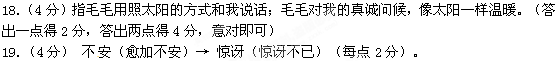 18.（4 分）指毛毛用照太阳的方式和我说话；毛毛对我的真诚问候，像太阳一样温暖。（答
出一点得 2 分，答出两点得 4 分，意对即可）
19.（4 分） 不安（愈加不安）→ 惊讶（惊讶不已）（每点 2 分）。